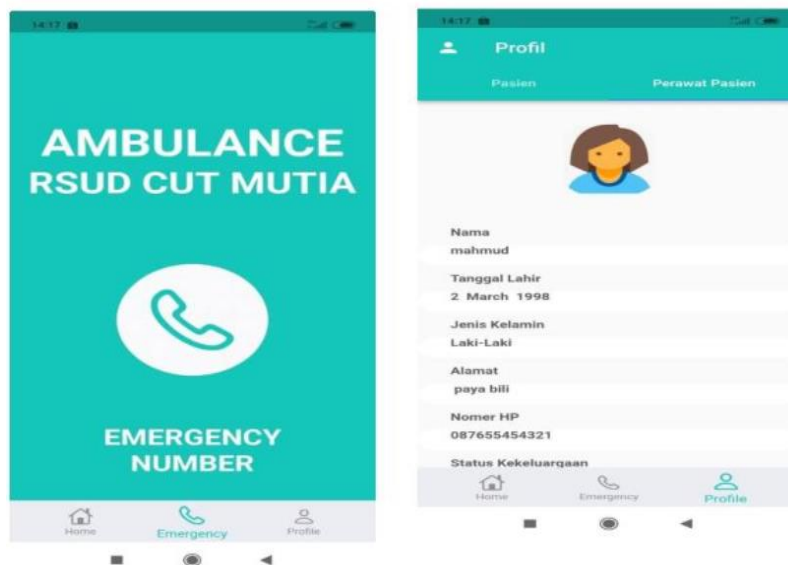 14:17
AMBULANCE
RSUD CUT MUTIA
EMERGENCY
NUMBER
Home
Emergency
Profile
14:17
Profil
Pasien
Perawat Pasien
Nama
mahmud
Tanggal Lahir
2 March 1998
Jenis Kelamin
Laki-Laki
Alamat
paya bili
Nomer HP
087655454321
Status Kekeluargaan
Home
Emergency
Profile